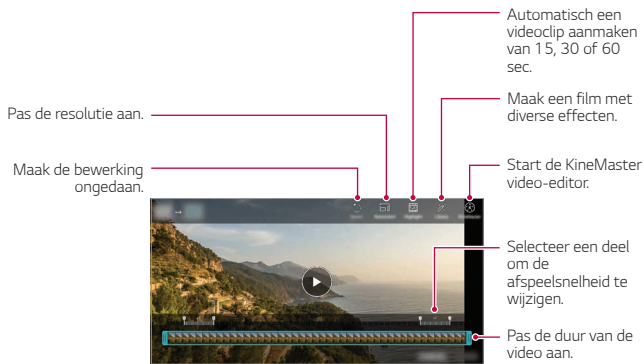 Automatisch een
videoclip aanmaken
van 15, 30 of 60
sec.
Pas de resolutie aan.
Maak een film met
diverse effecten.
Maak de bewerking
ongedaan.
Start de KineMaster
video-editor.
Selecteer een deel
om de
afspeelsnelheid te
wijzigen.
Pas de duur van de
video aan.